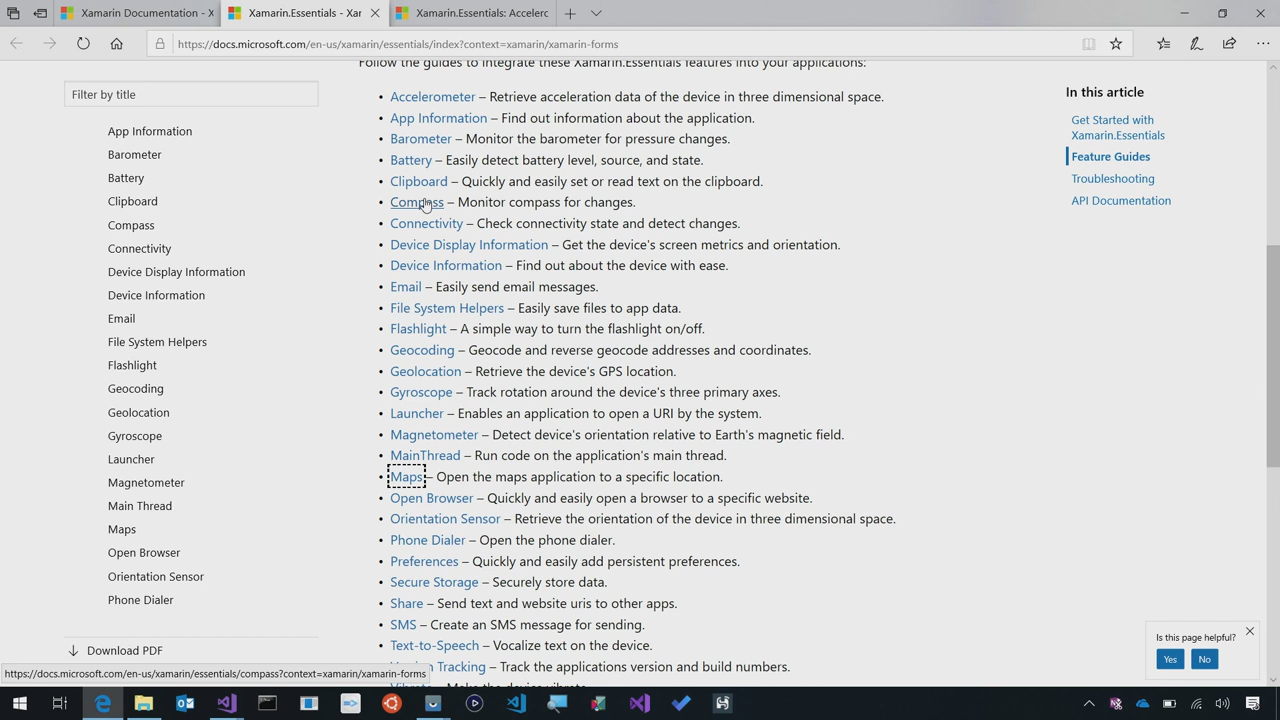 Xamarin Documentation - X
Xamarin.Essentials - Xar
Xamarin.Essentials: Accelerc
https://docs.microsoft.com/en-us/xamarin/essentials/index?context=xamarin/xamarin-forms
Filter by title
App Information
Barometer
Battery
Clipboard
Compass
Connectivity
Device Display Information
Device Information
Email
File System Helpers
Flashlight
Geocoding
Geolocation
Gyroscope
Launcher
Magnetometer
Main Thread
Maps
Open Browser
Orientation Sensor
Phone Dialer
Download PDF
Follow the guides to integrate these Xamarin.Essentials features into your applications:
• Accelerometer – Retrieve acceleration data of the device in three dimensional space.
• App Information – Find out information about the application.
• Barometer – Monitor the barometer for pressure changes.
• Battery – Easily detect battery level, source, and state.
• Clipboard – Quickly and easily set or read text on the clipboard.
• Compass – Monitor compass for changes.
• Connectivity – Check connectivity state and detect changes.
• Device Display Information – Get the device's screen metrics and orientation.
• Device Information – Find out about the device with ease.
• Email – Easily send email messages.
• File System Helpers – Easily save files to app data.
• Flashlight – A simple way to turn the flashlight on/off.
• Geocoding – Geocode and reverse geocode addresses and coordinates.
• Geolocation – Retrieve the device's GPS location.
• Gyroscope – Track rotation around the device's three primary axes.
• Launcher – Enables an application to open a URI by the system.
• Magnetometer – Detect device's orientation relative to Earth's magnetic field.
• MainThread – Run code on the application's main thread.
• Maps – Open the maps application to a specific location.
• Open Browser – Quickly and easily open a browser to a specific website.
• Orientation Sensor – Retrieve the orientation of the device in three dimensional space.
• Phone Dialer – Open the phone dialer.
• Preferences – Quickly and easily add persistent preferences.
• Secure Storage – Securely store data.
• Share – Send text and website uris to other apps.
• SMS – Create an SMS message for sending.
• Text-to-Speech – Vocalize text on the device.
Tracking – Track the applications version and build numbers.
In this article
Get Started with
Xamarin.Essentials
Feature Guides
Troubleshooting
API Documentation
Is this page helpful?
Yes
No
https://docs.microsoft.com/en-us/xamarin/essentials/compass?context=xamarin/xamarin-forms